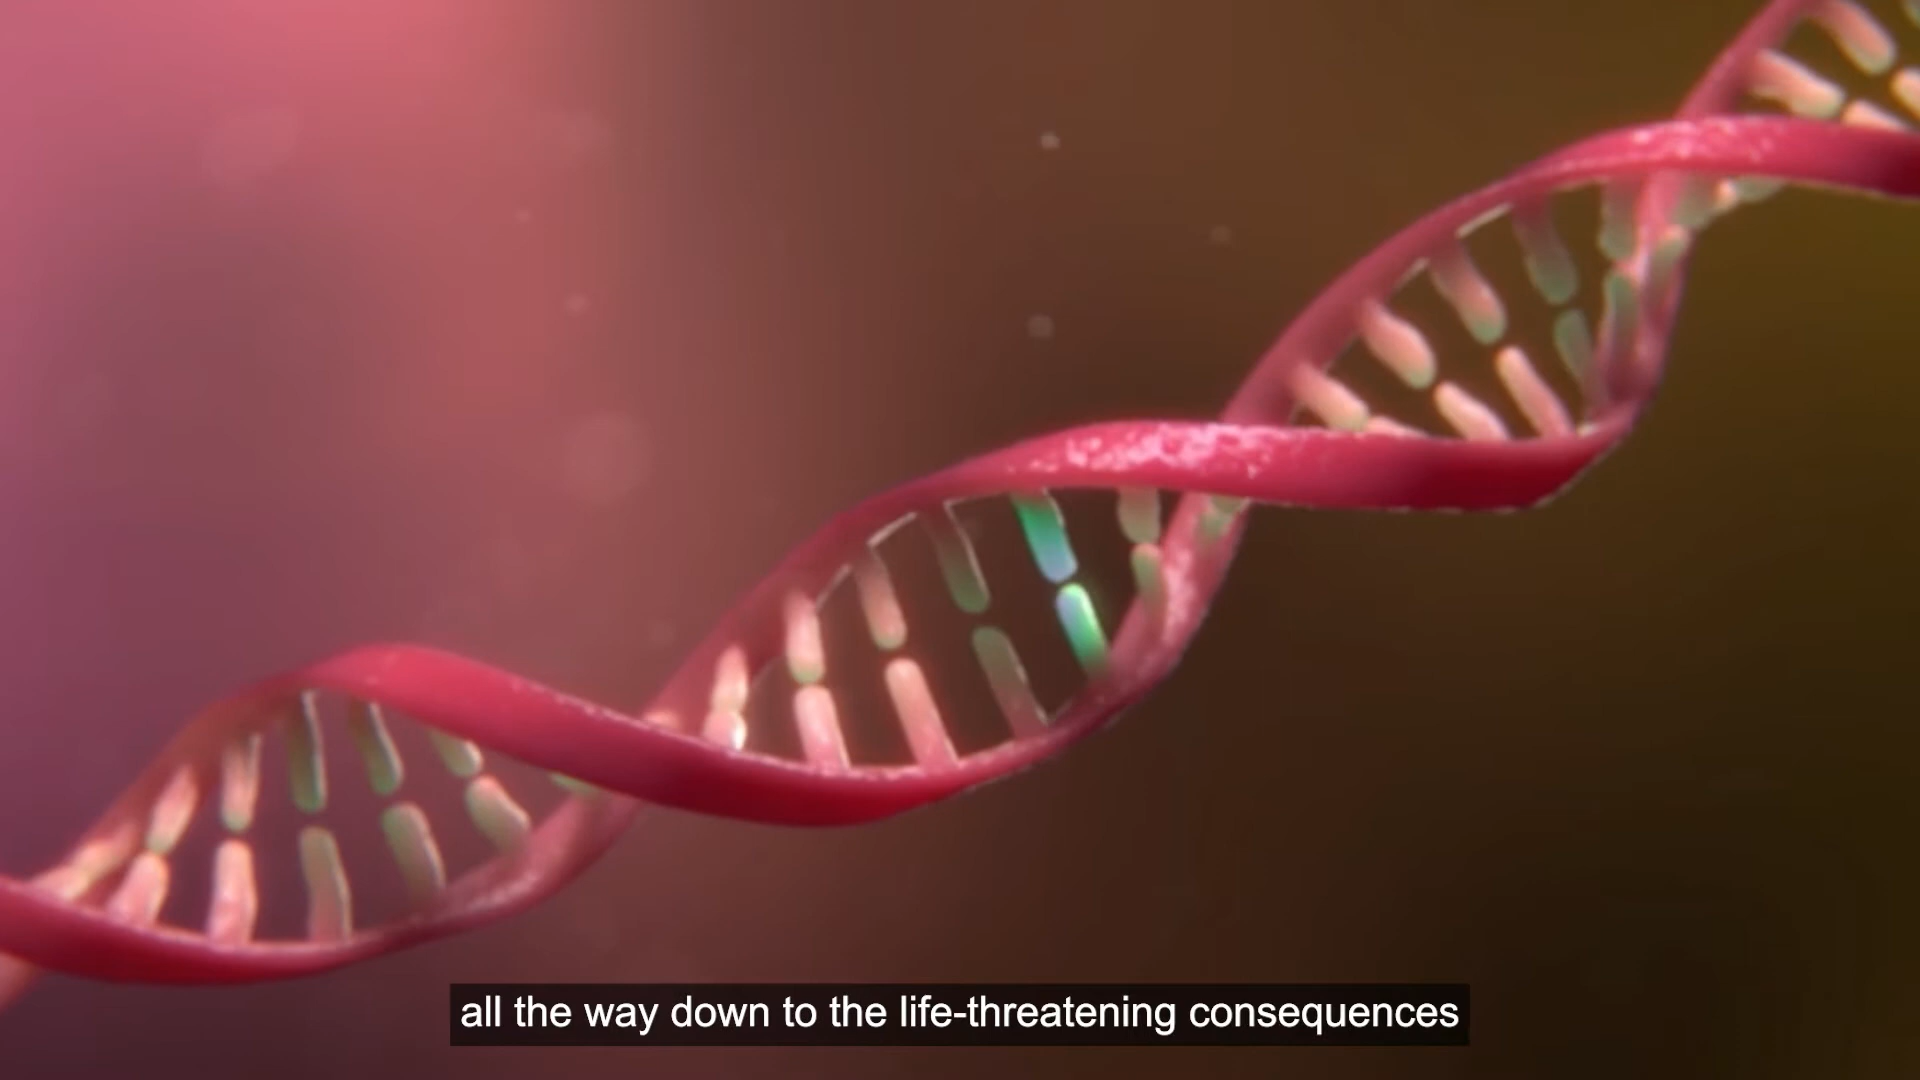 all the way down to the life-threatening consequences